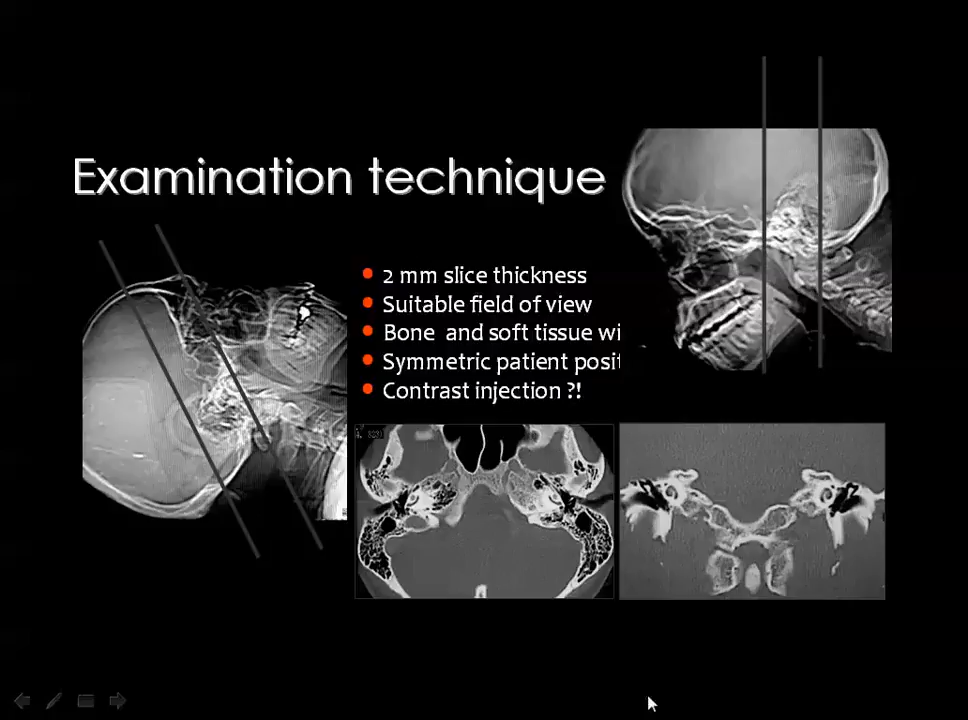 Examination technique
2 mm slice thickness
Suitable field of view
Bone and soft tissue wi
Symmetric patient posit
Contrast injection ?!